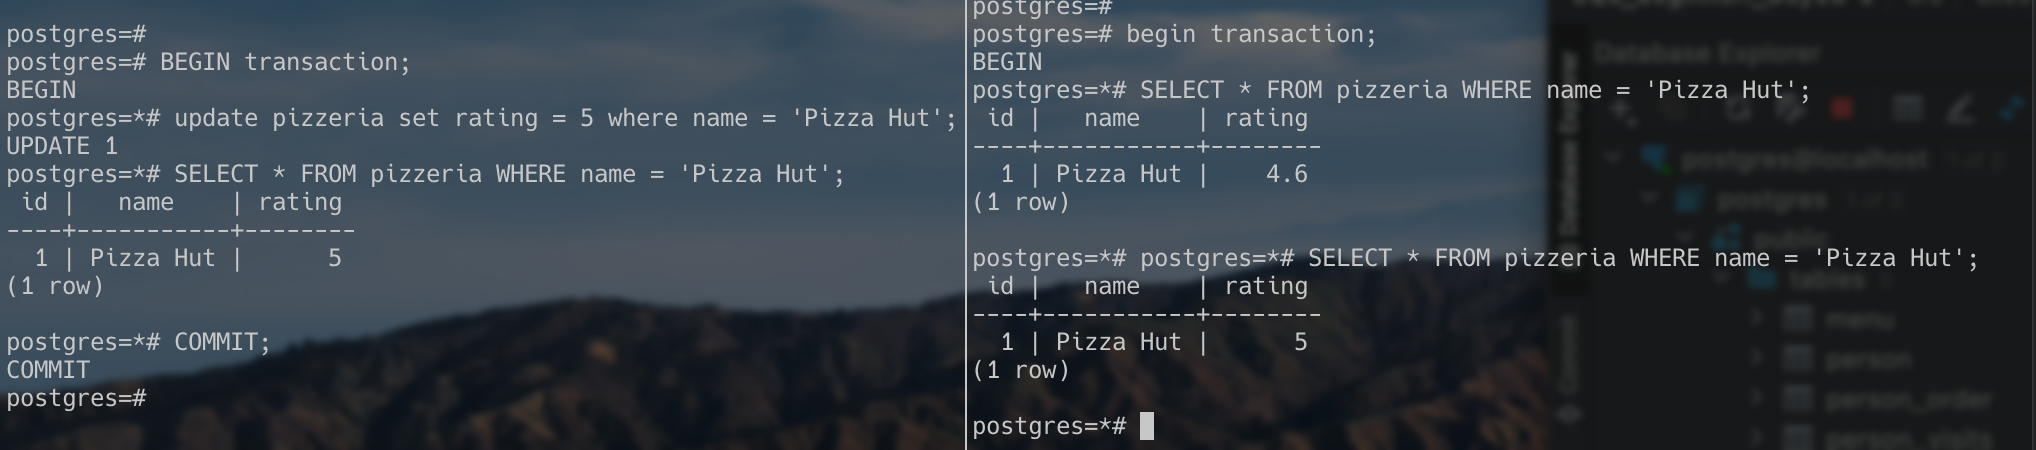 postgres=#
postgres=# BEGIN transaction;
BEGIN
postgres=*# update pizzeria set rating = 5 where name = 'Pizza Hut';
UPDATE 1
postgres=*# SELECT * FROM pizzeria WHERE name = 'Pizza Hut';
 id |   name    | rating
----+-----------+--------
  1 | Pizza Hut |      5
(1 row)
postgres=*# COMMIT;
COMMIT
postgres=#
postgres=#
postgres=# begin transaction;
BEGIN
postgres=*# SELECT * FROM pizzeria WHERE name = 'Pizza Hut';
 id |   name    | rating
----+-----------+--------
  1 | Pizza Hut |    4.6
(1 row)
postgres=*# postgres=*# SELECT * FROM pizzeria WHERE name = 'Pizza Hut';
 id |   name    | rating
----+-----------+--------
  1 | Pizza Hut |      5
(1 row)
postgres=*#
Database Explorer
Database Explorer
postgres@localhost
postgres
public
tables
menu
person
person_order
person_visits
Commit